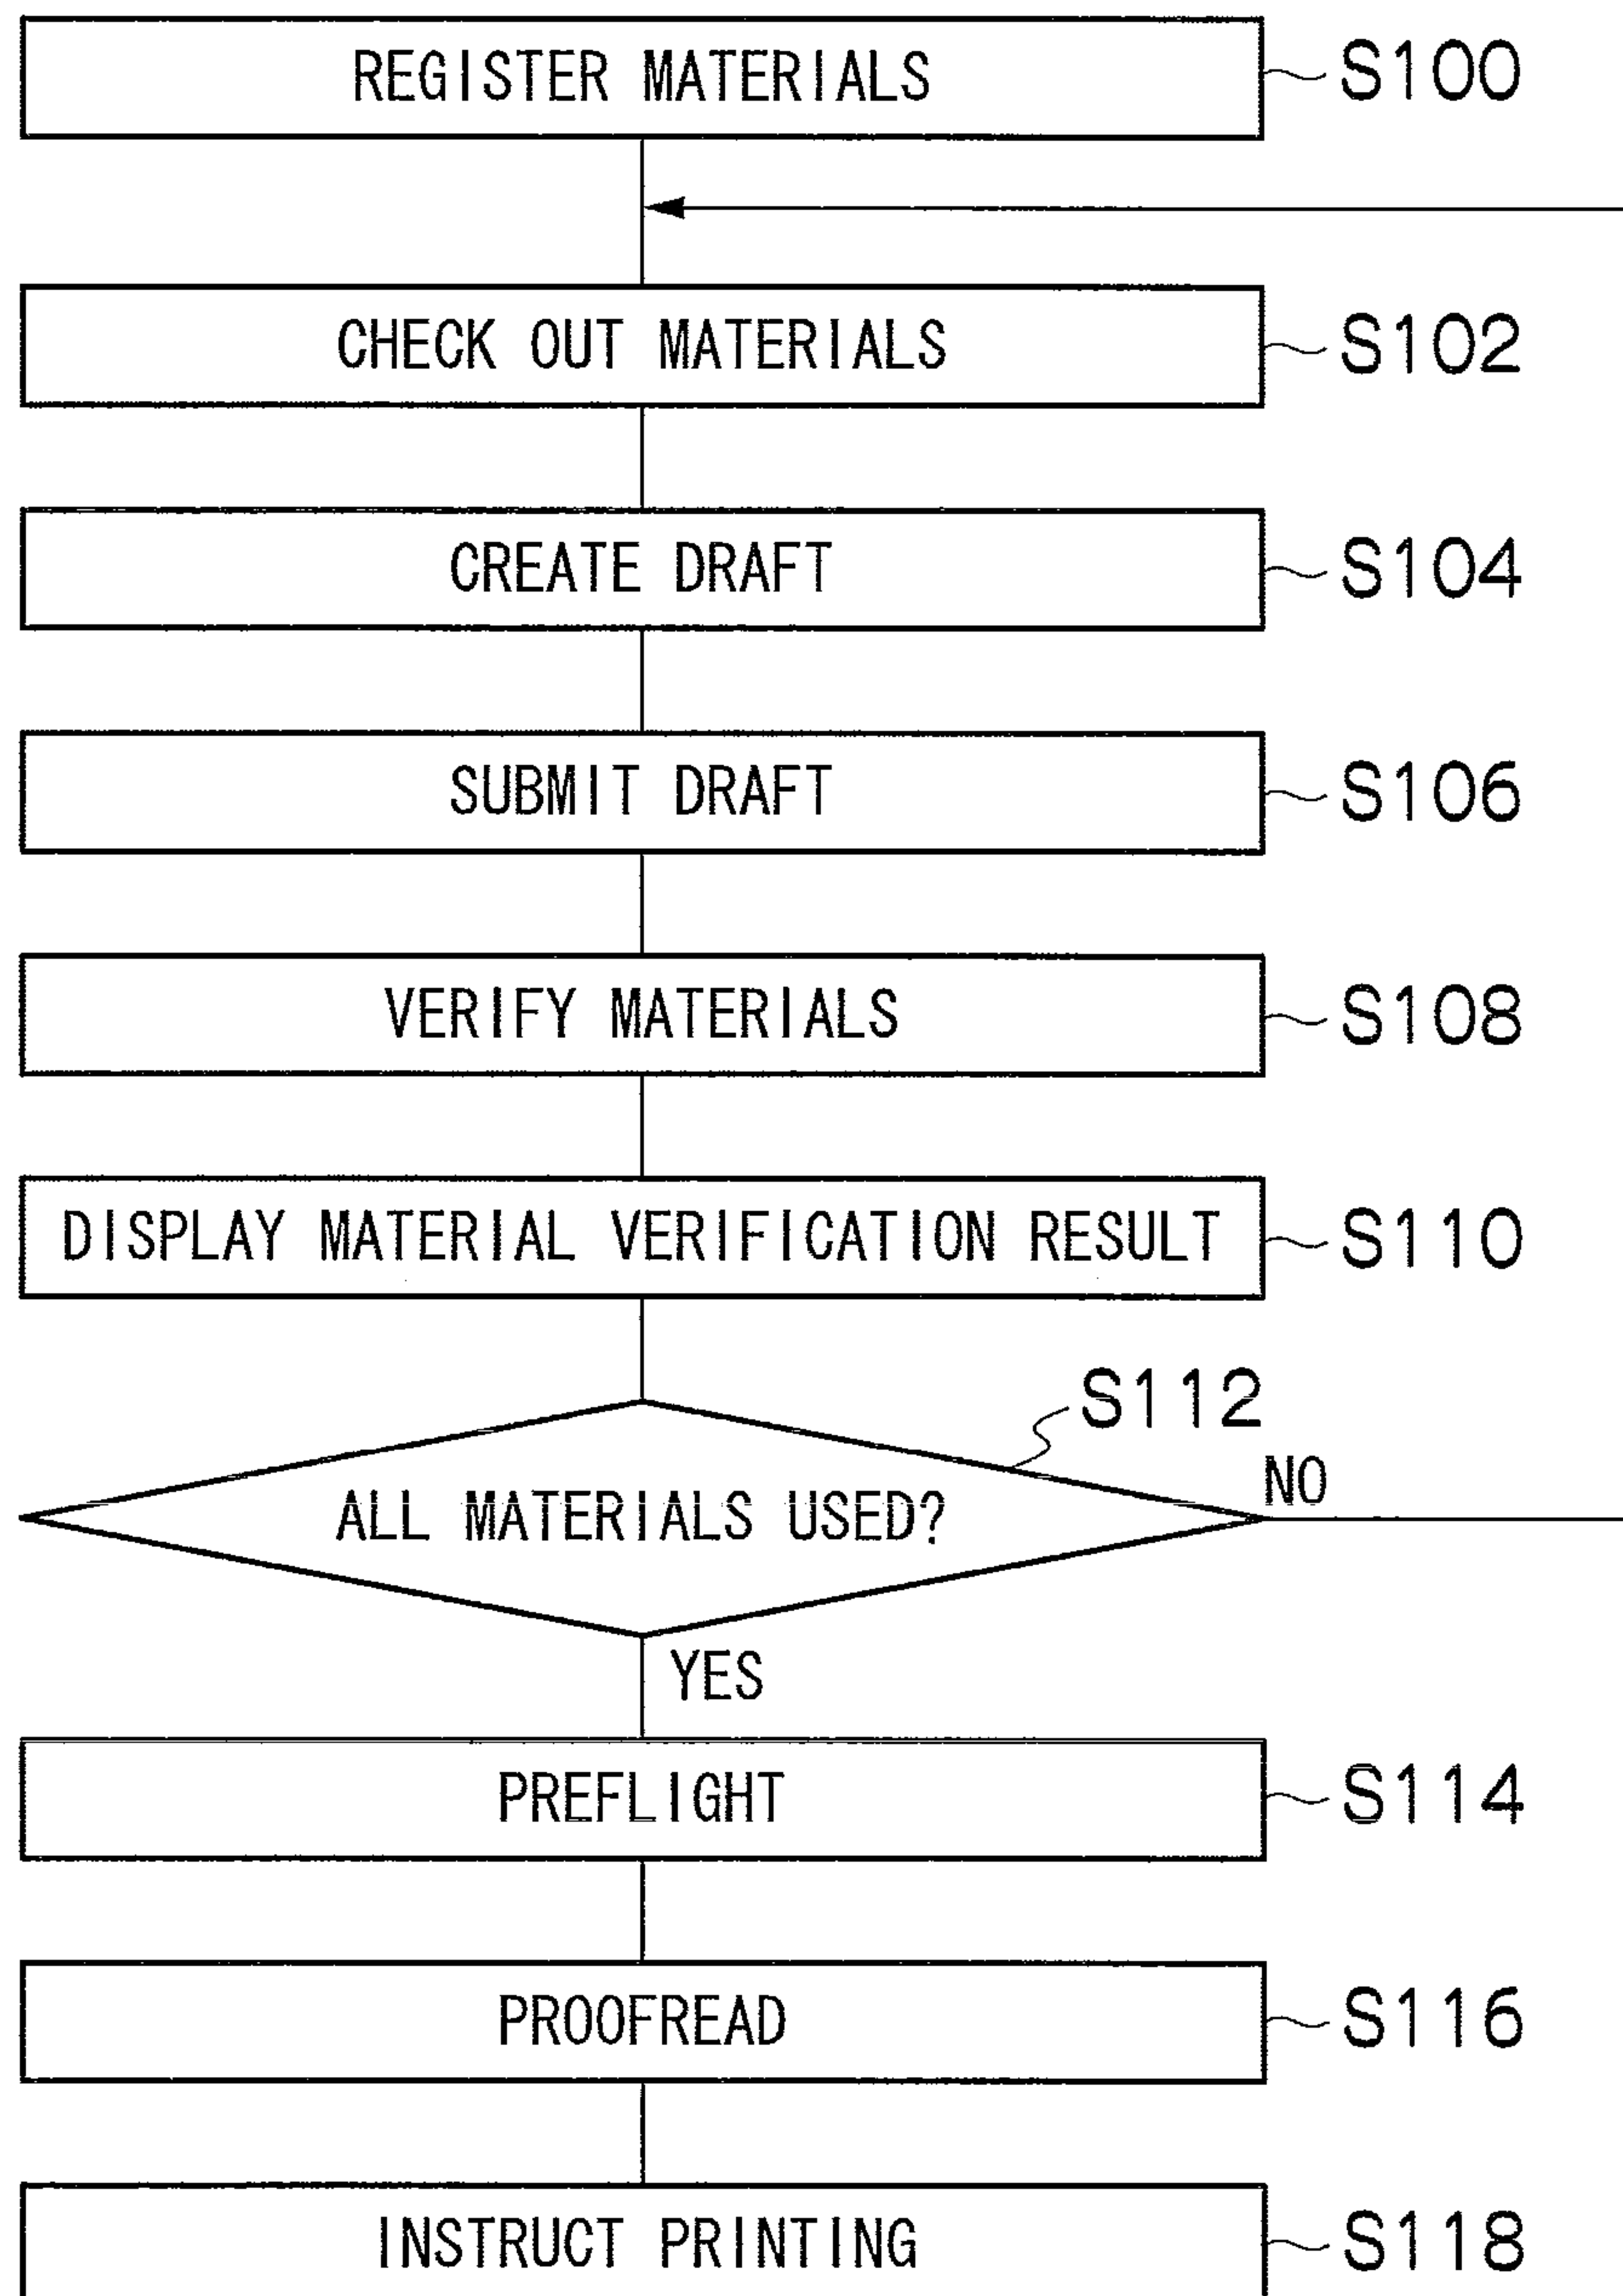 REGISTER MATERIALS S100
CHECK OUT MATERIALS S102
CREATE DRAFT S104
SUBMIT DRAFT S106
VERIFY MATERIALS S108
DISPLAY MATERIAL VERIFICATION RESULT S110
S112
ALL MATERIALS USED? NO
YES
PREFLIGHT S114
PROOFREAD S116
INSTRUCT PRINTING S118